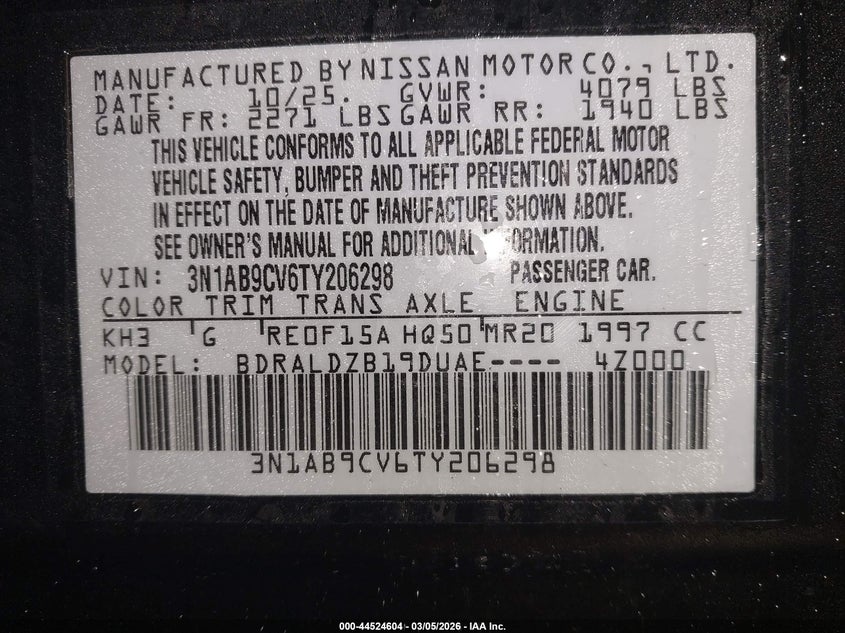 MANUFACTURED BY NISSAN MOTOR CO., LTD.
DATE: 10/25. GVWR: 4079 LBS
GAWR FR: 2271 LBS GAWR RR: 1940 LBS
THIS VEHICLE CONFORMS TO ALL APPLICABLE FEDERAL MOTOR
VEHICLE SAFETY, BUMPER AND THEFT PREVENTION STANDARDS
IN EFFECT ON THE DATE OF MANUFACTURE SHOWN ABOVE.
SEE OWNER'S MANUAL FOR ADDITIONAL INFORMATION.
VIN: 3N1AB9CV6TY206298 PASSENGER CAR.
COLOR TRIM TRANS AXLE ENGINE
KH3 G RE0F15A HQ50 MR20 1997 CC
MODEL: BDRALDZB19DUAE---- 4Z000
3N1AB9CV6TY206298
000-44524604 - 03/05/2026 - IAA Inc.